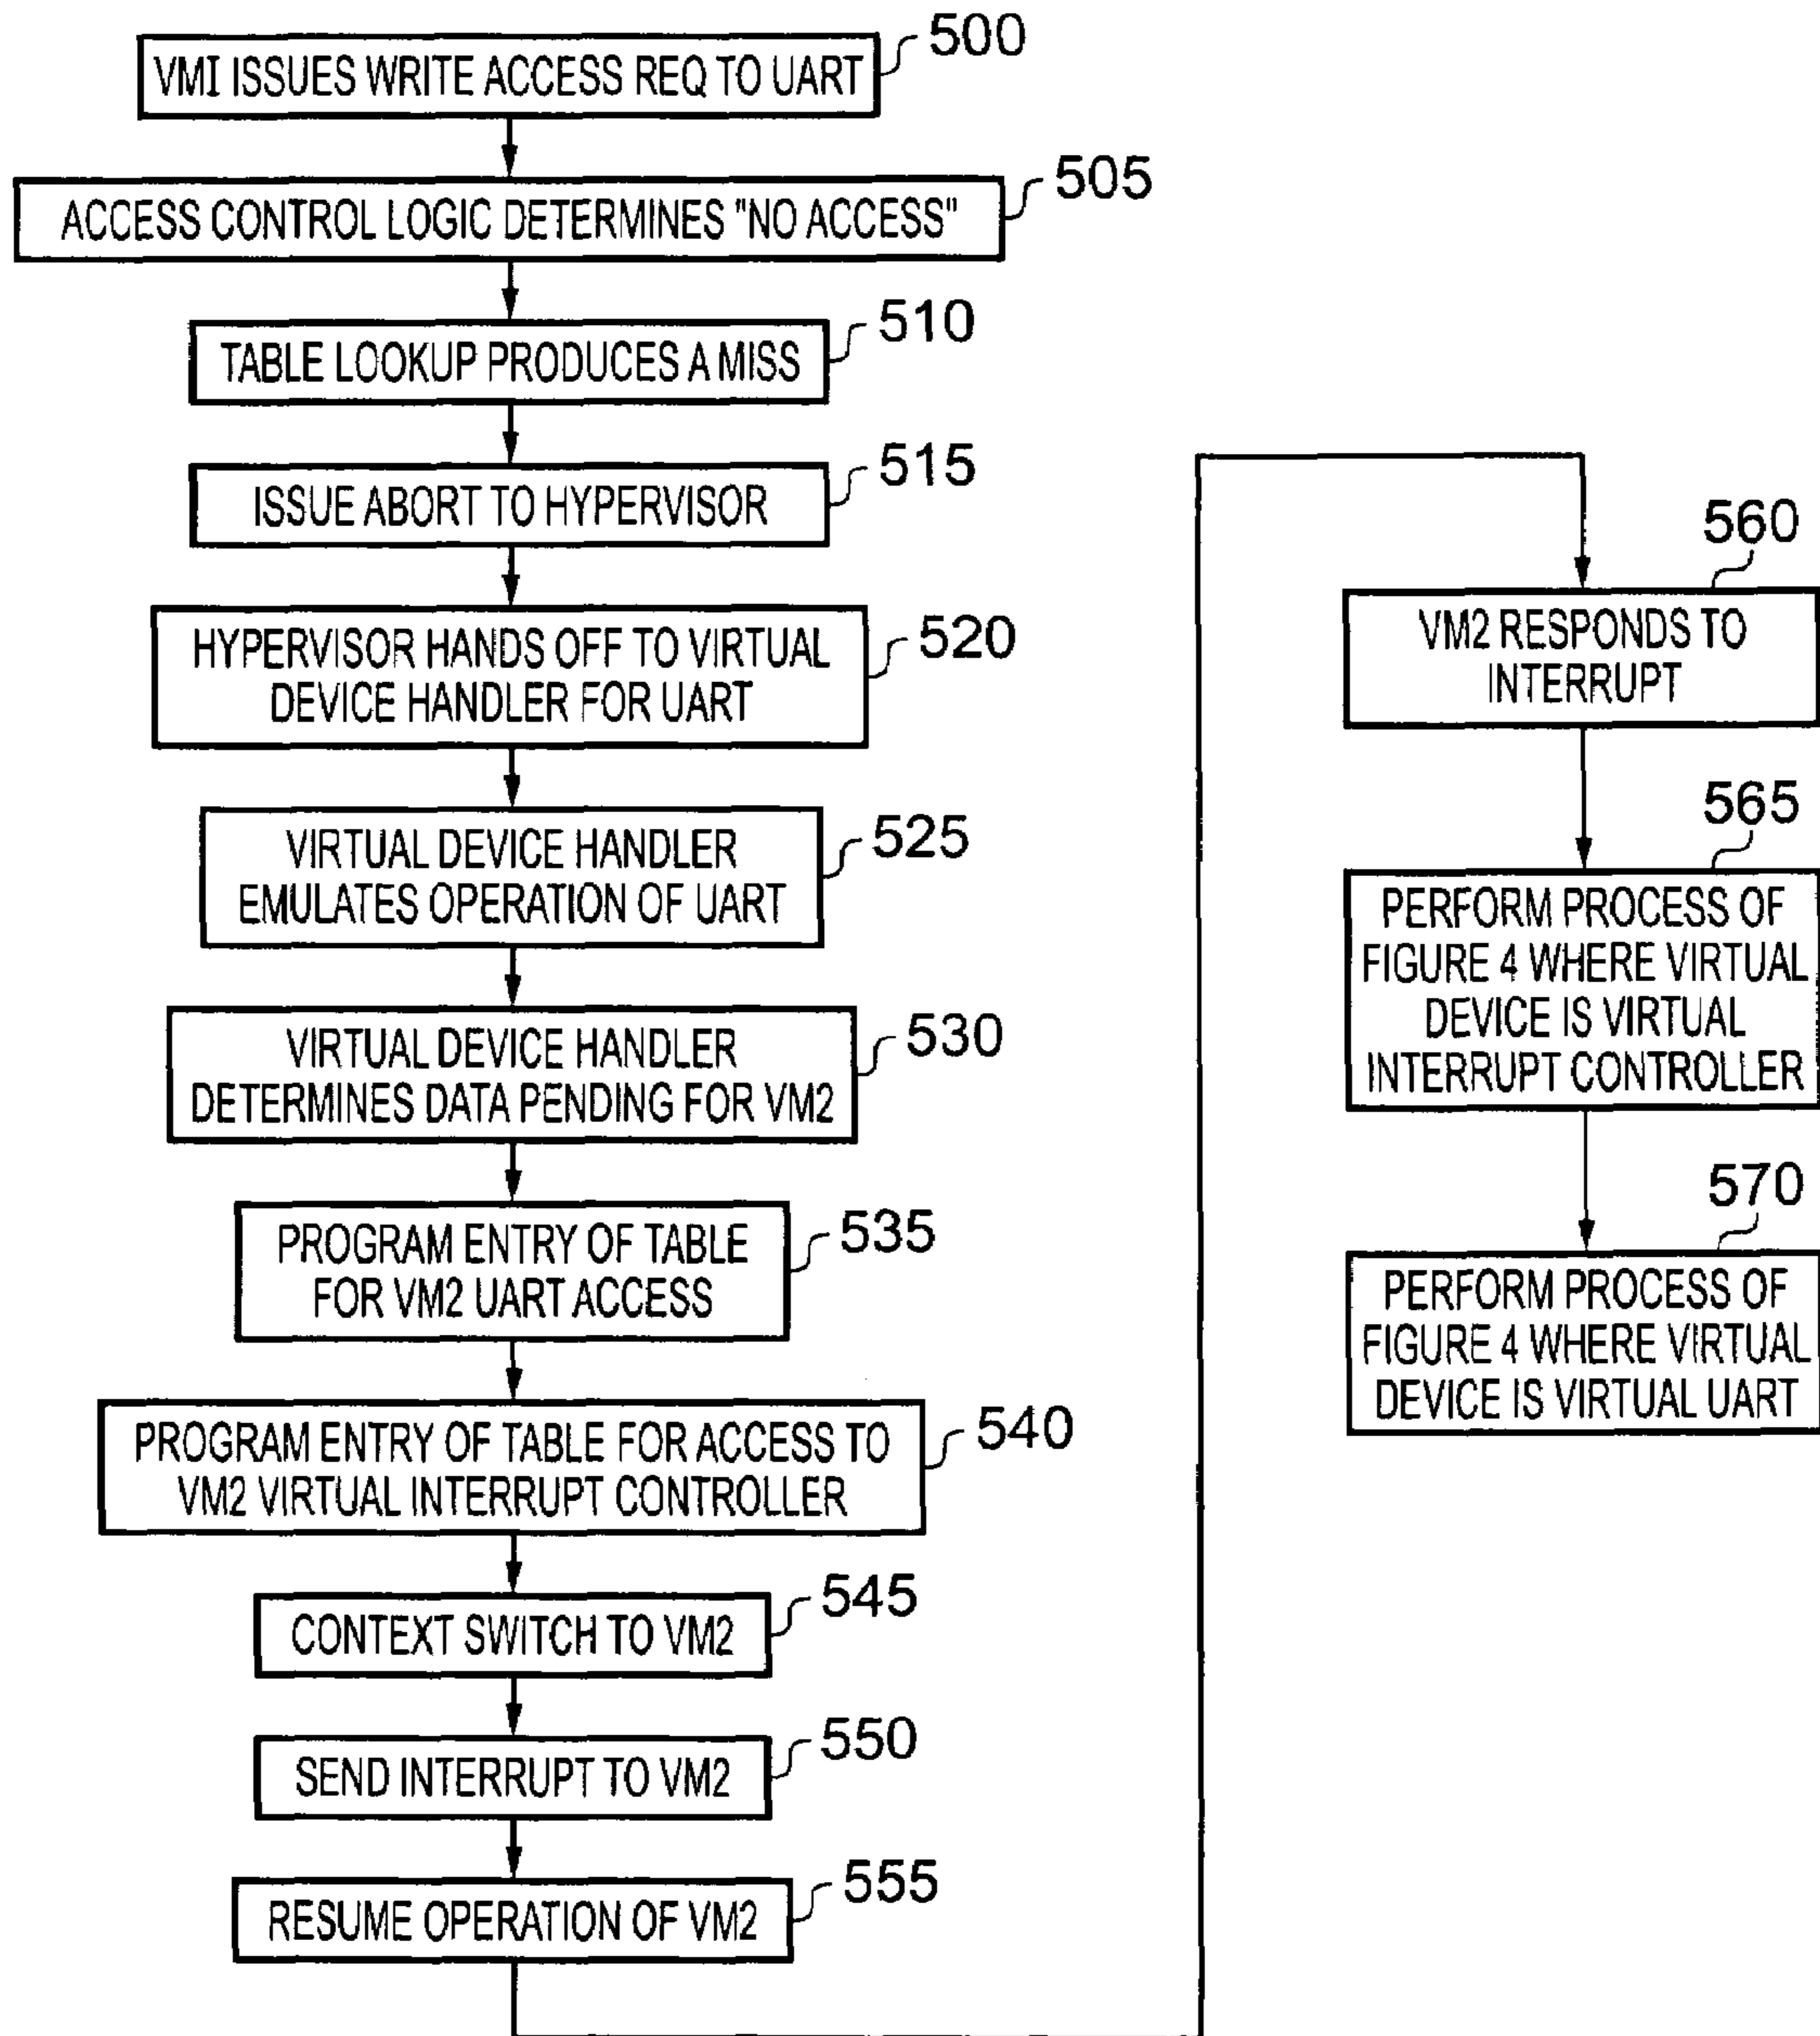 VMI ISSUES WRITE ACCESS REQ TO UART
500
ACCESS CONTROL LOGIC DETERMINES "NO ACCESS"
505
TABLE LOOKUP PRODUCES A MISS
510
ISSUE ABORT TO HYPERVISOR
515
HYPERVISOR HANDS OFF TO VIRTUAL
DEVICE HANDLER FOR UART
520
VIRTUAL DEVICE HANDLER
EMULATES OPERATION OF UART
525
VIRTUAL DEVICE HANDLER
DETERMINES DATA PENDING FOR VM2
530
PROGRAM ENTRY OF TABLE
FOR VM2 UART ACCESS
535
PROGRAM ENTRY OF TABLE FOR ACCESS TO
VM2 VIRTUAL INTERRUPT CONTROLLER
540
CONTEXT SWITCH TO VM2
545
SEND INTERRUPT TO VM2
550
RESUME OPERATION OF VM2
555
560
VM2 RESPONDS TO
INTERRUPT
565
PERFORM PROCESS OF
FIGURE 4 WHERE VIRTUAL
DEVICE IS VIRTUAL
INTERRUPT CONTROLLER
570
PERFORM PROCESS OF
FIGURE 4 WHERE VIRTUAL
DEVICE IS VIRTUAL UART